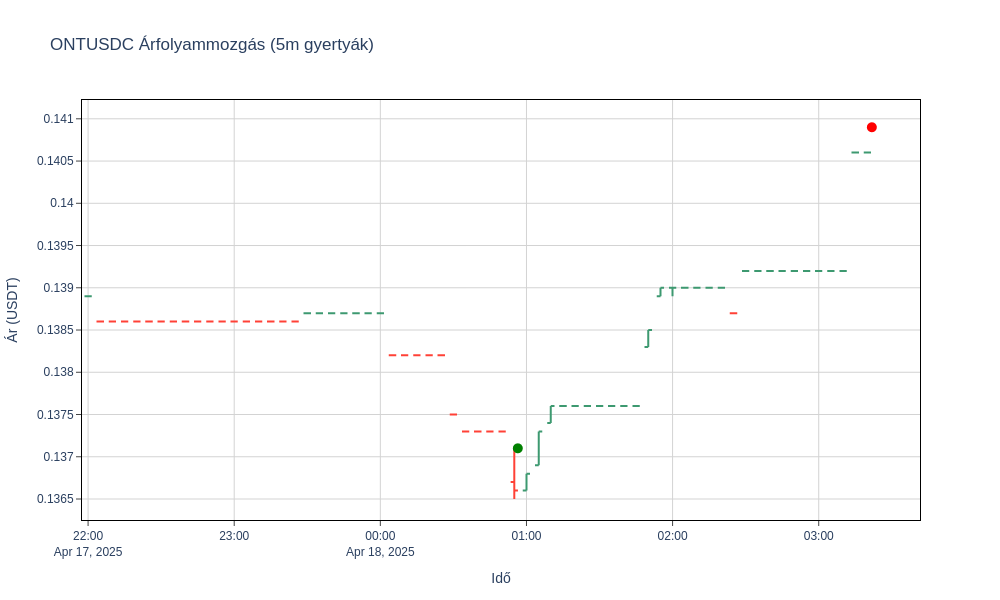 ONTUSDC Árfolyammozgás (5m gyertyák)
0.141
0.1405
0.14
0.1395
0.139
0.1385
0.138
0.1375
0.137
0.1365
Ár (USDT)
22:00 23:00 00:00 01:00 02:00 03:00
Apr 17, 2025 Apr 18, 2025
Idő